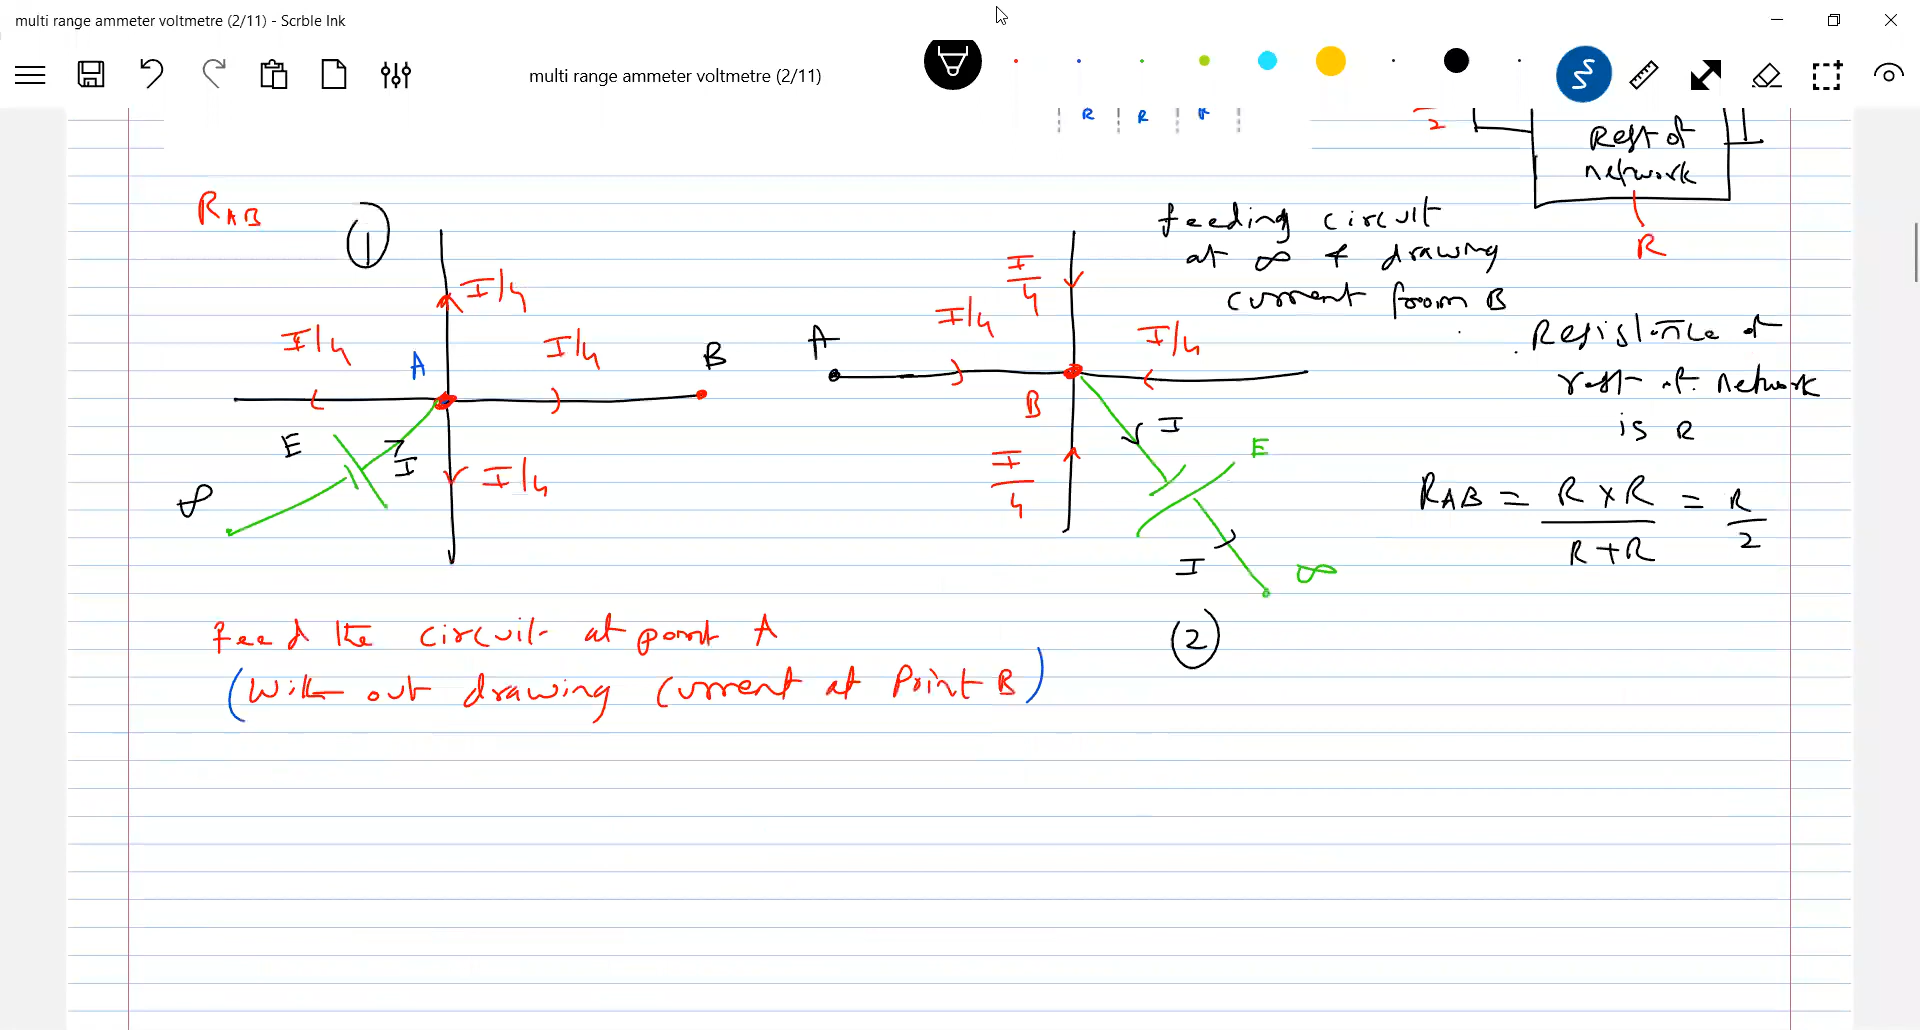 multi range ammeter voltmetre (2/11) - Scrble Ink
multi range ammeter voltmetre (2/11)
R R R
2
Rest of
network
R
RAB
1
I/4
I/4
I/4
I/4
A
B
E
I
∞
feeding circuit
at ∞ & drawing
current from B
I/4
I/4
I/4
I/4
A
B
I
E
I
∞
2
Resistance of
rest of network
is R
RAB = R x R / R + R = R / 2
feed the circuit at point A
(With out drawing current at Point B)